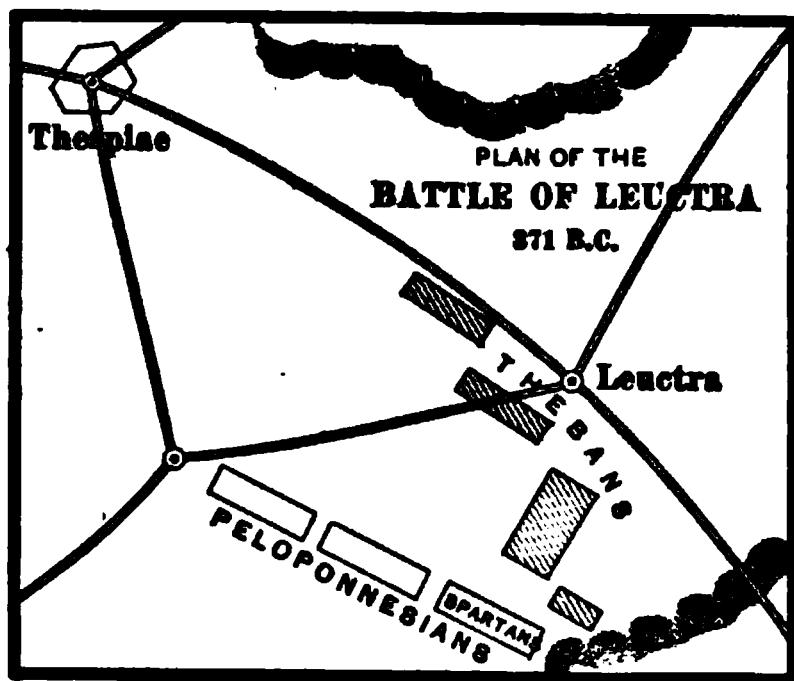 Thespiae
PLAN OF THE
BATTLE OF LEUCTRA
371 B.C.
THEBANS
Leuctra
PELOPONNESIANS
SPARTANS